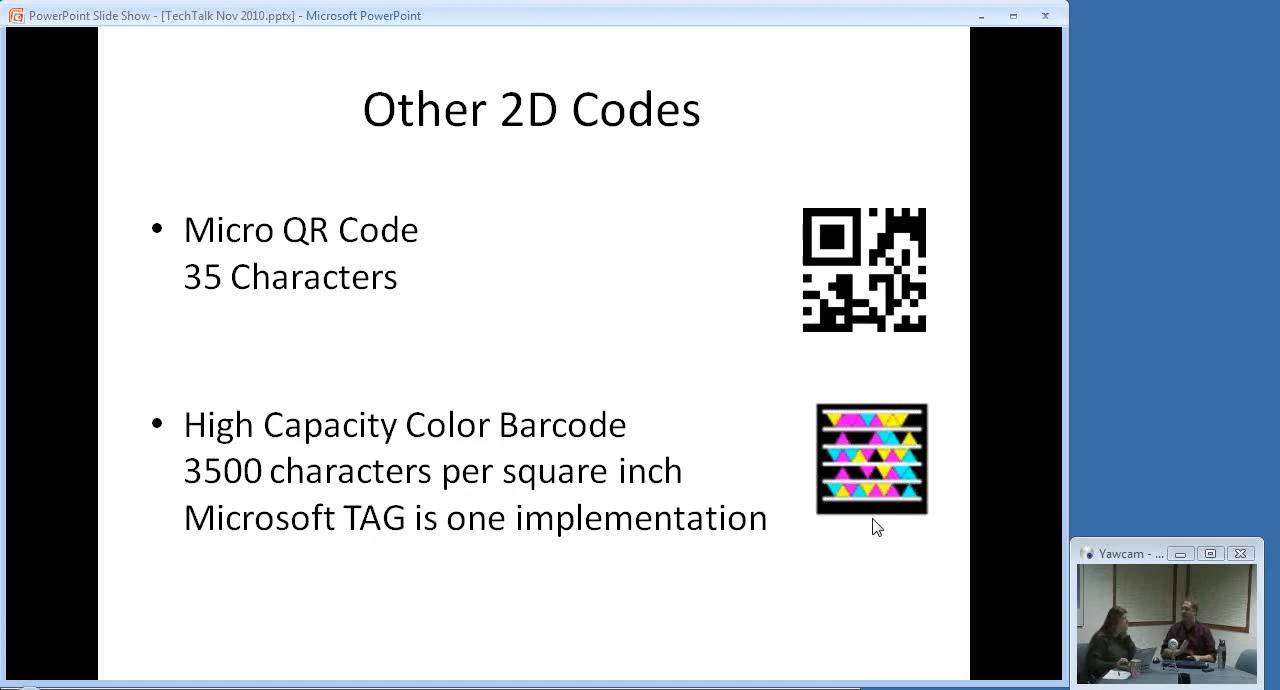 PowerPoint Slide Show - [TechTalk Nov 2010.pptx] - Microsoft PowerPoint
Other 2D Codes
• Micro QR Code
35 Characters
• High Capacity Color Barcode
3500 characters per square inch
Microsoft TAG is one implementation
Yawcam - ...